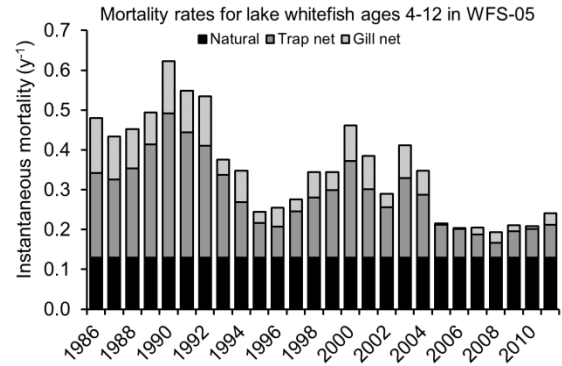 Mortality rates for lake whitefish ages 4-12 in WFS-05
Natural Trap net Gill net
Instantaneous mortality (y-1)
0.7
0.6
0.5
0.4
0.3
0.2
0.1
0.0
1986 1988 1990 1992 1994 1996 1998 2000 2002 2004 2006 2008 2010